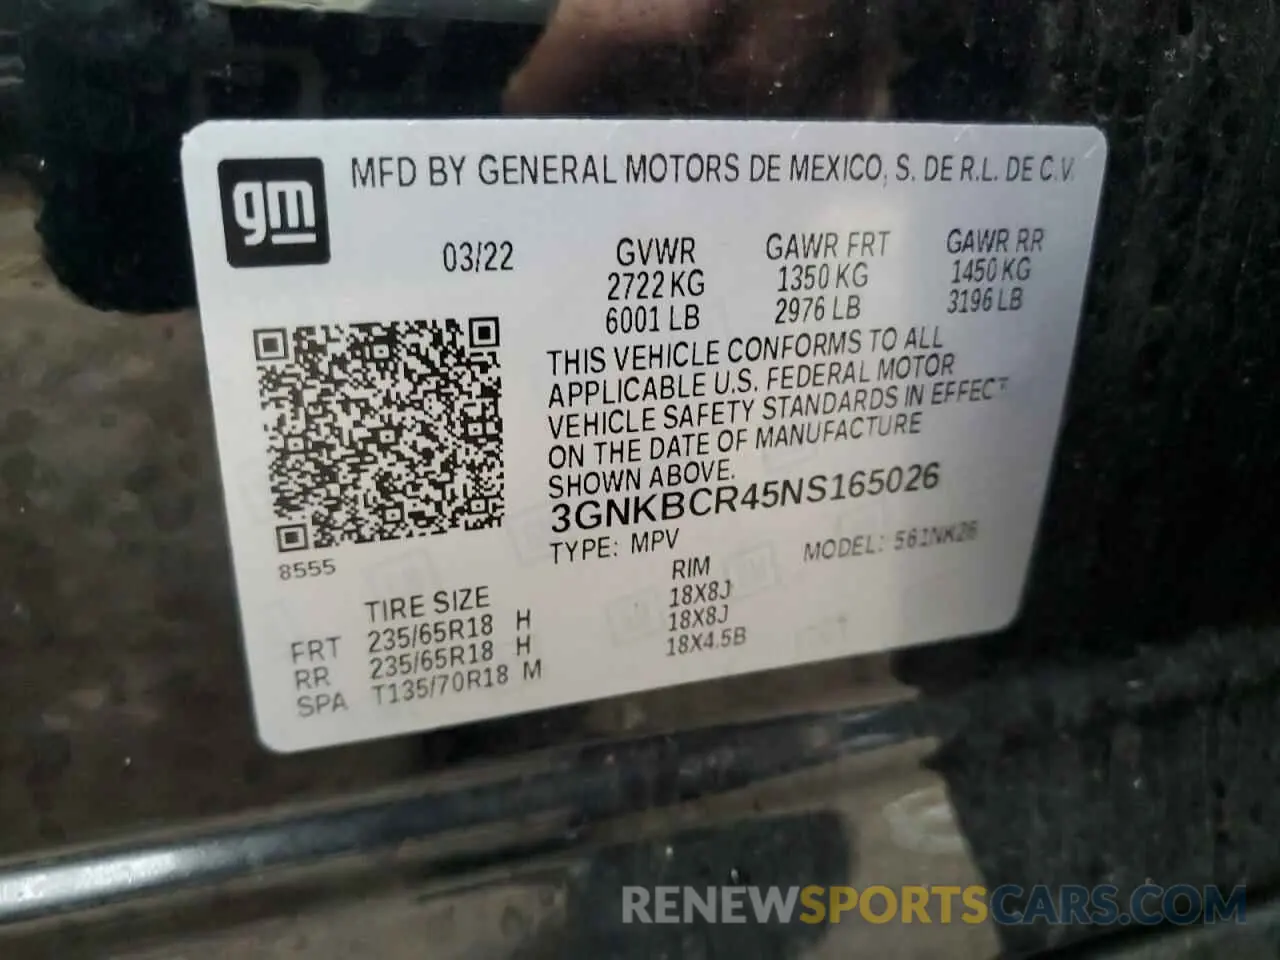 gm
MFD BY GENERAL MOTORS DE MEXICO, S. DE R.L. DE C.V.
03/22
GVWR
2722 KG
6001 LB
GAWR FRT
1350 KG
2976 LB
GAWR RR
1450 KG
3196 LB
THIS VEHICLE CONFORMS TO ALL
APPLICABLE U.S. FEDERAL MOTOR
VEHICLE SAFETY STANDARDS IN EFFECT
ON THE DATE OF MANUFACTURE
SHOWN ABOVE.
3GNKBCR45NS165026
TYPE: MPV
MODEL: 561NK26
8555
TIRE SIZE RIM
FRT 235/65R18 H 18X8J
RR 235/65R18 H 18X8J
SPA T135/70R18 M 18X4.5B
RENEWSPORTSCARS.COM